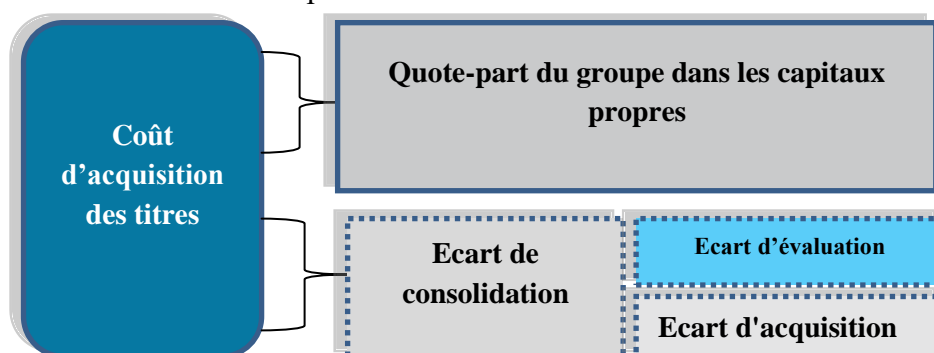 Coût
d’acquisition
des titres
Quote-part du groupe dans les capitaux
propres
Ecart de
consolidation
Ecart d’évaluation
Ecart d'acquisition